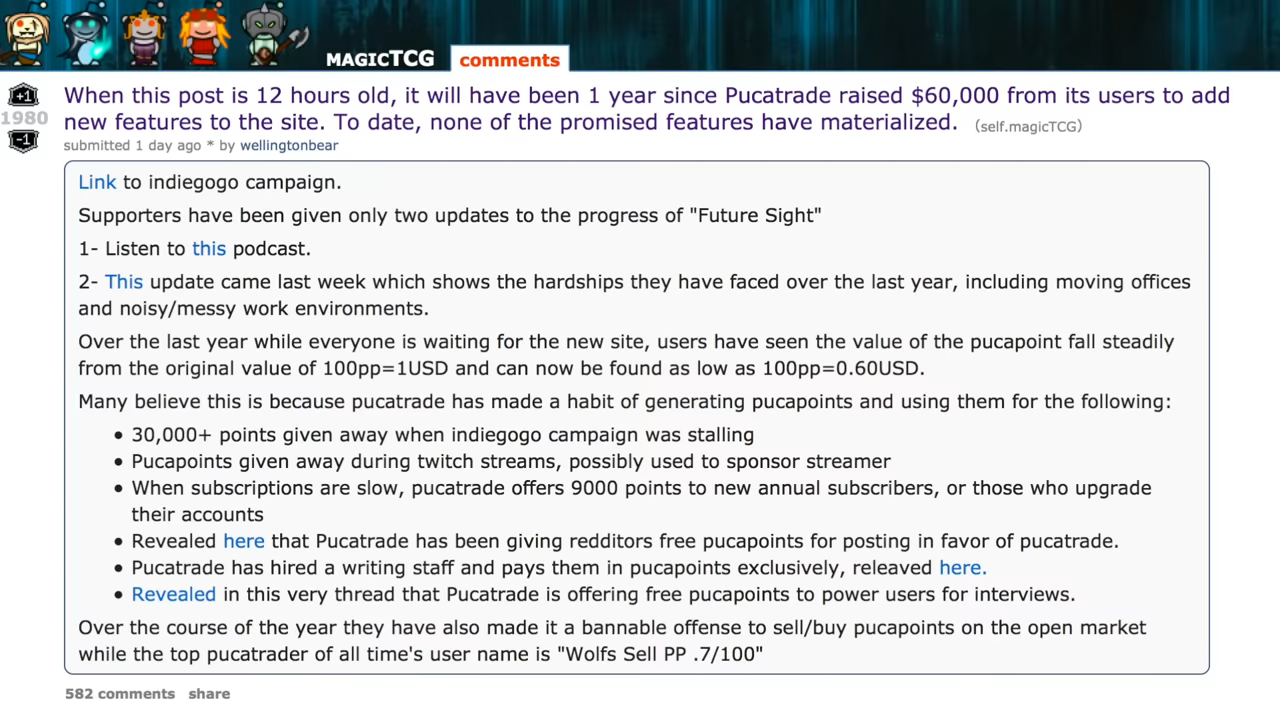 MAGICTCG comments
+1
1980
-1
When this post is 12 hours old, it will have been 1 year since Pucatrade raised $60,000 from its users to add
new features to the site. To date, none of the promised features have materialized. (self.magicTCG)
submitted 1 day ago * by wellingtonbear
Link to indiegogo campaign.
Supporters have been given only two updates to the progress of "Future Sight"
1- Listen to this podcast.
2- This update came last week which shows the hardships they have faced over the last year, including moving offices
and noisy/messy work environments.
Over the last year while everyone is waiting for the new site, users have seen the value of the pucapoint fall steadily
from the original value of 100pp=1USD and can now be found as low as 100pp=0.60USD.
Many believe this is because pucatrade has made a habit of generating pucapoints and using them for the following:
• 30,000+ points given away when indiegogo campaign was stalling
• Pucapoints given away during twitch streams, possibly used to sponsor streamer
• When subscriptions are slow, pucatrade offers 9000 points to new annual subscribers, or those who upgrade
their accounts
• Revealed here that Pucatrade has been giving redditors free pucapoints for posting in favor of pucatrade.
• Pucatrade has hired a writing staff and pays them in pucapoints exclusively, releaved here.
• Revealed in this very thread that Pucatrade is offering free pucapoints to power users for interviews.
Over the course of the year they have also made it a bannable offense to sell/buy pucapoints on the open market
while the top pucatrader of all time's user name is "Wolfs Sell PP .7/100"
582 comments share